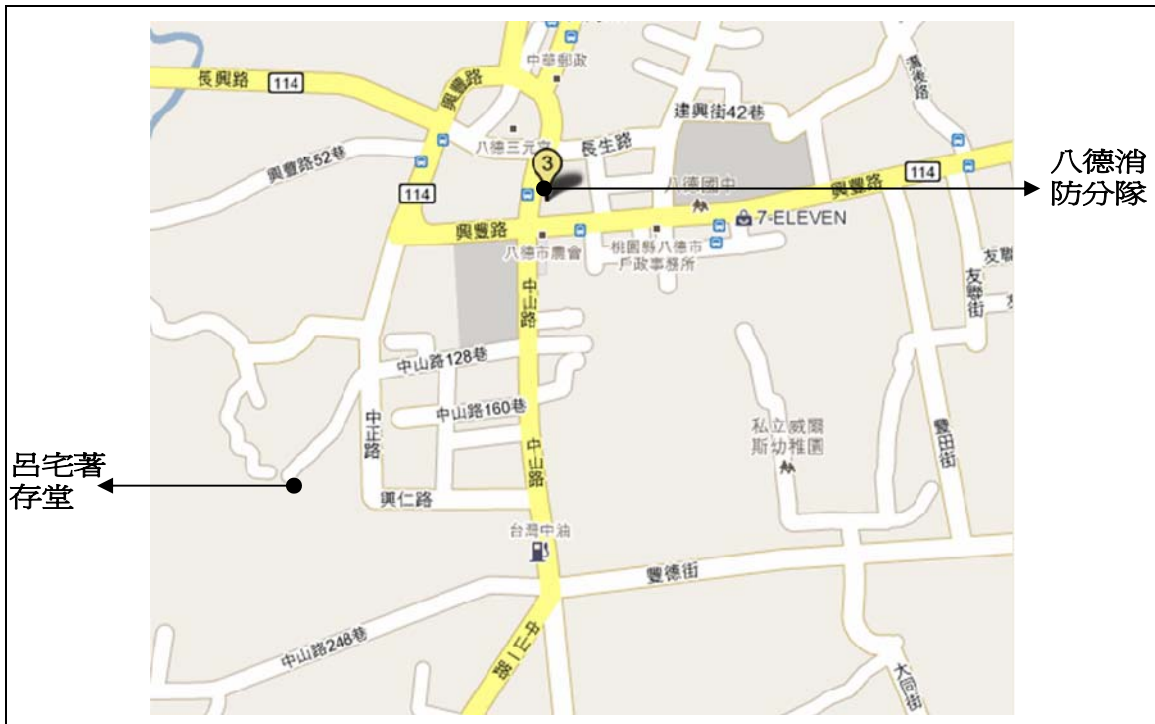 中華郵政
長興路
114
興豐路
建興街42巷
八德三元宮
長生路
興豐路52巷
3
八德國中
114
興豐路
114
八德消
防分隊
興豐路
7-ELEVEN
八德市農會
桃園縣八德市
戶政事務所
友聯
友聯街
中山路
中山路128巷
中山路160巷
中正路
私立威爾
斯幼稚園
豐田街
呂宅著
存堂
中山路
興仁路
台灣中油
豐德街
中山路248巷
中正一路
大同街